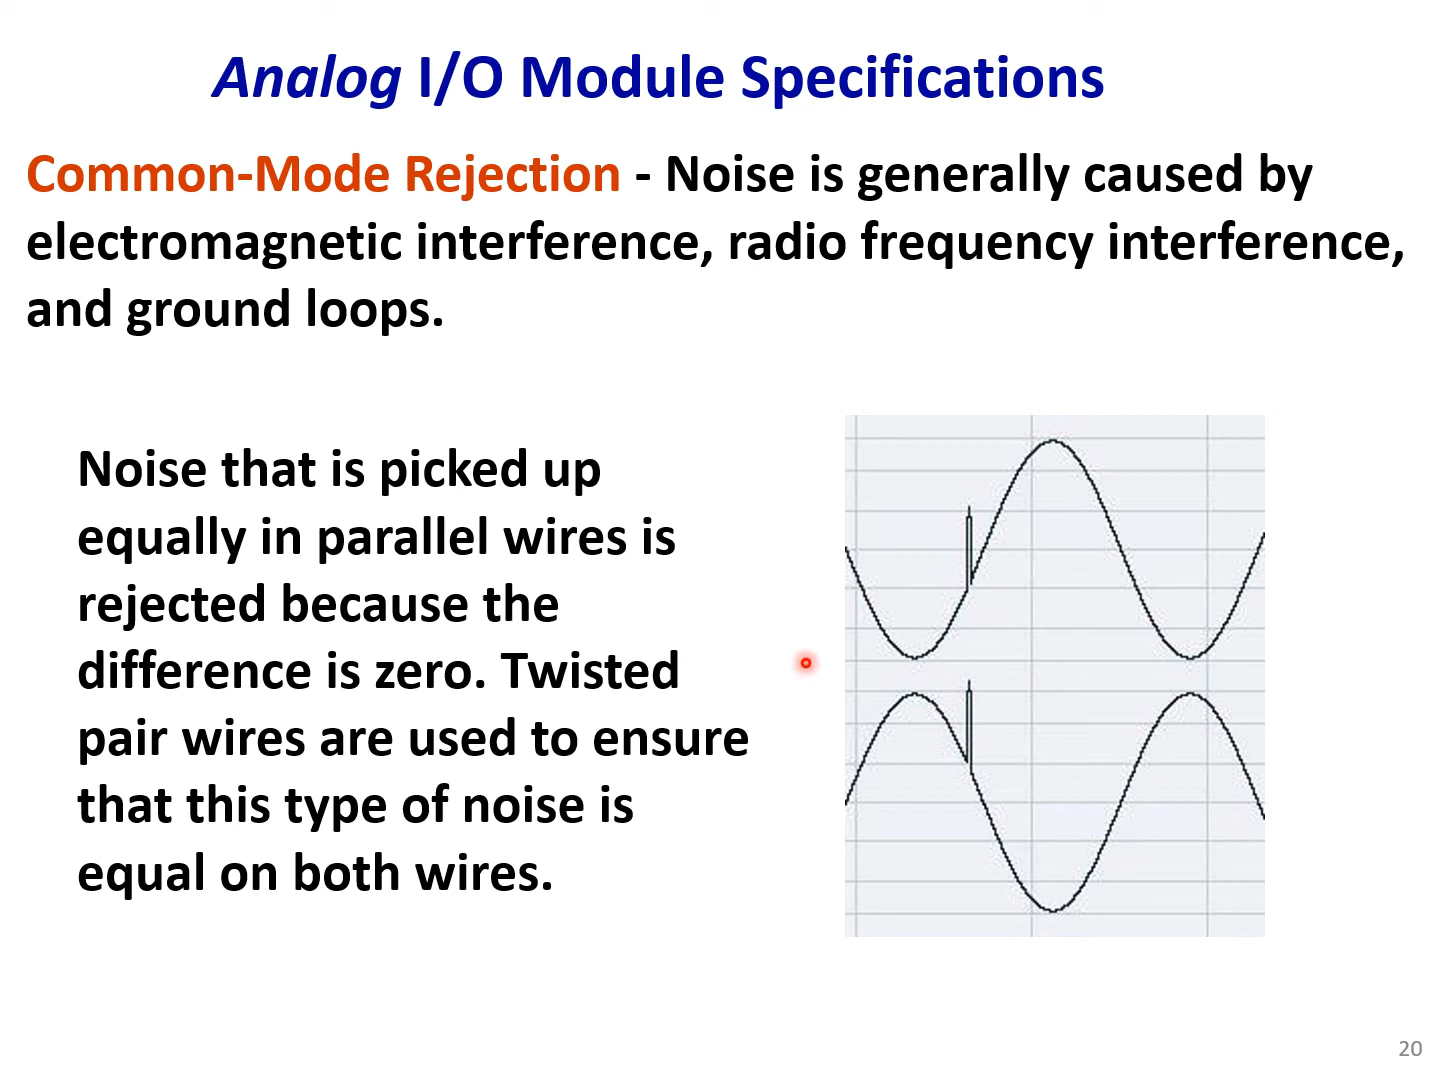 Analog I/O Module Specifications
Common-Mode Rejection - Noise is generally caused by
electromagnetic interference, radio frequency interference,
and ground loops.
Noise that is picked up
equally in parallel wires is
rejected because the
difference is zero. Twisted
pair wires are used to ensure
that this type of noise is
equal on both wires.
20